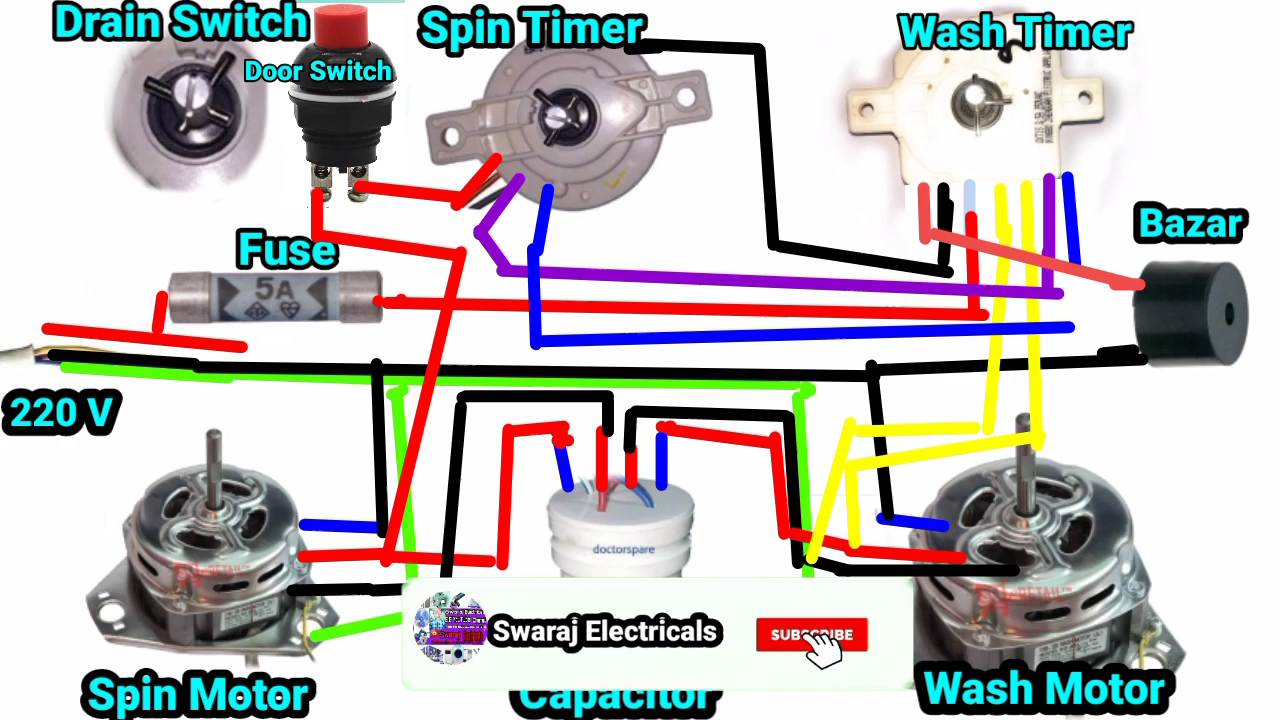 Drain Switch
Spin Timer
Wash Timer
Door Switch
Bazar
Fuse
5A
220 V
doctorspare
Swaraj Electricals
SUBSCRIBE
Spin Motor
Capacitor
Wash Motor